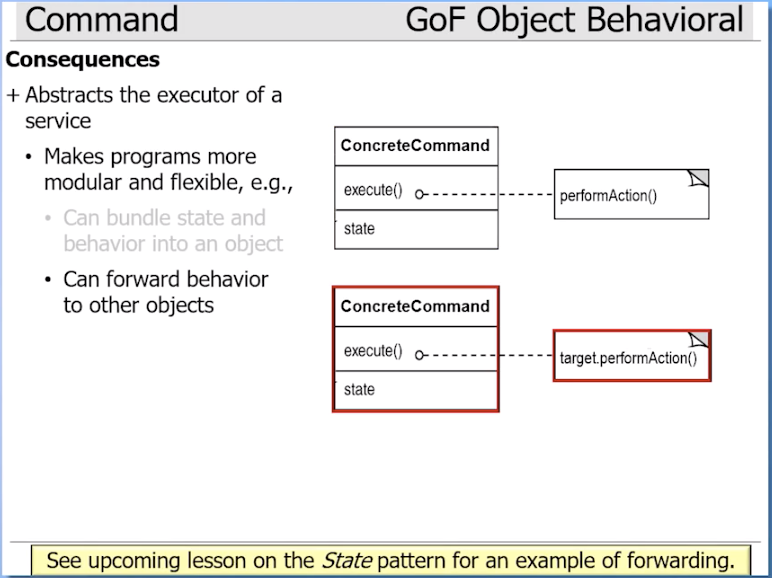 Command GoF Object Behavioral
Consequences
+ Abstracts the executor of a
service
• Makes programs more
modular and flexible, e.g.,
• Can bundle state and
behavior into an object
• Can forward behavior
to other objects
ConcreteCommand
execute()
performAction()
state
ConcreteCommand
execute()
target.performAction()
state
See upcoming lesson on the State pattern for an example of forwarding.